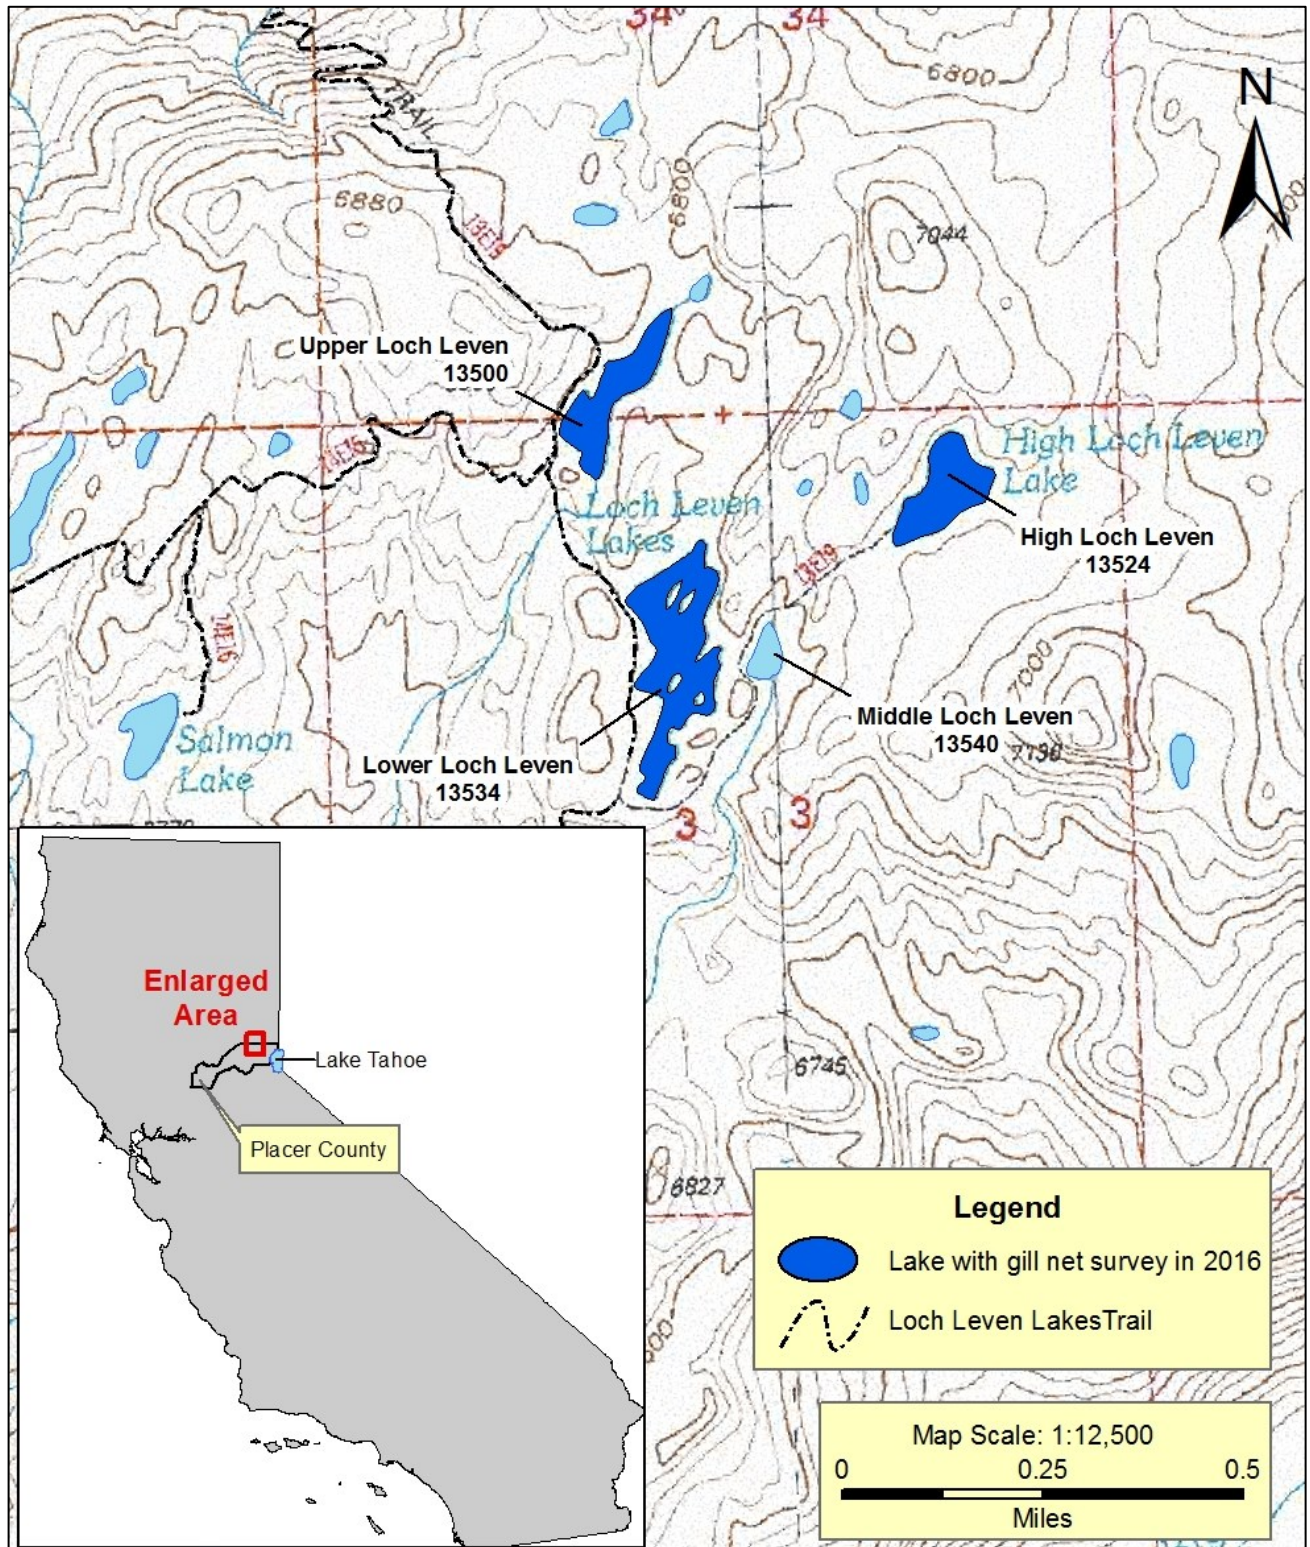 34
34
6800
N
TRAIL
6800
6880
13E19
7044
Upper Loch Leven
13500
High Loch Leven
Lake
Loch Leven
Lakes
High Loch Leven
13524
13E19
14E16
7000
Salmon
Lake
Middle Loch Leven
13540
7736
Lower Loch Leven
13534
3
3
Enlarged
Area
Lake Tahoe
6745
Placer County
6827
Legend
Lake with gill net survey in 2016
Loch Leven LakesTrail
Map Scale: 1:12,500
0
0.25
0.5
Miles